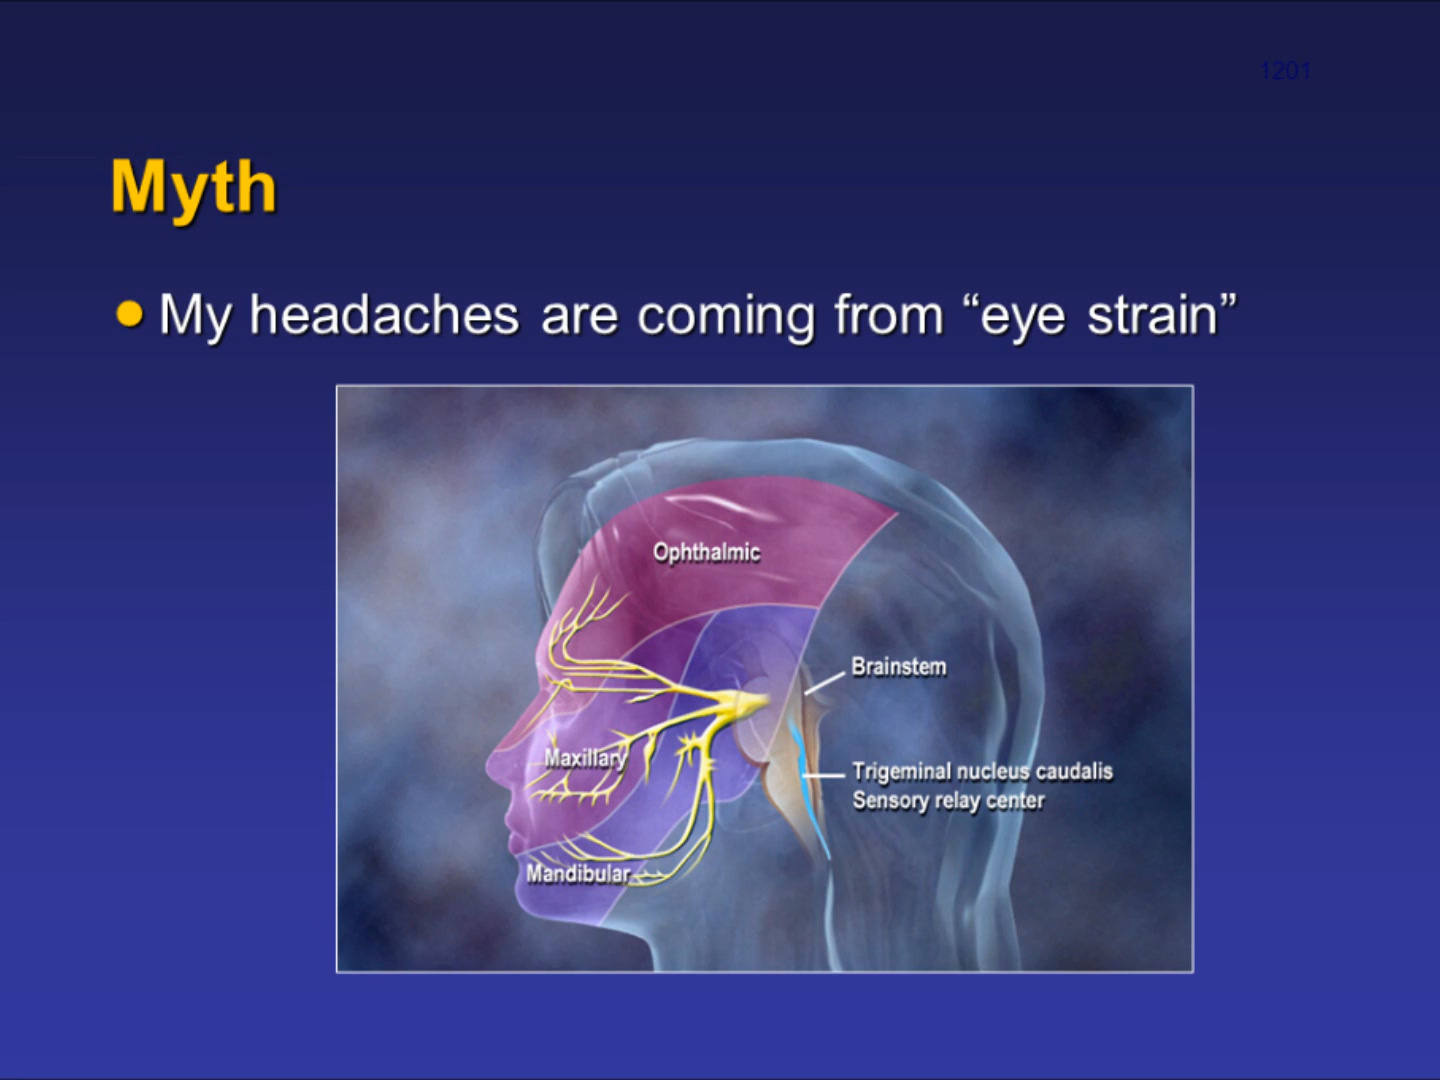 1201
Myth
My headaches are coming from “eye strain”
Ophthalmic
Brainstem
Maxillary
Trigeminal nucleus caudalis
Sensory relay center
Mandibular